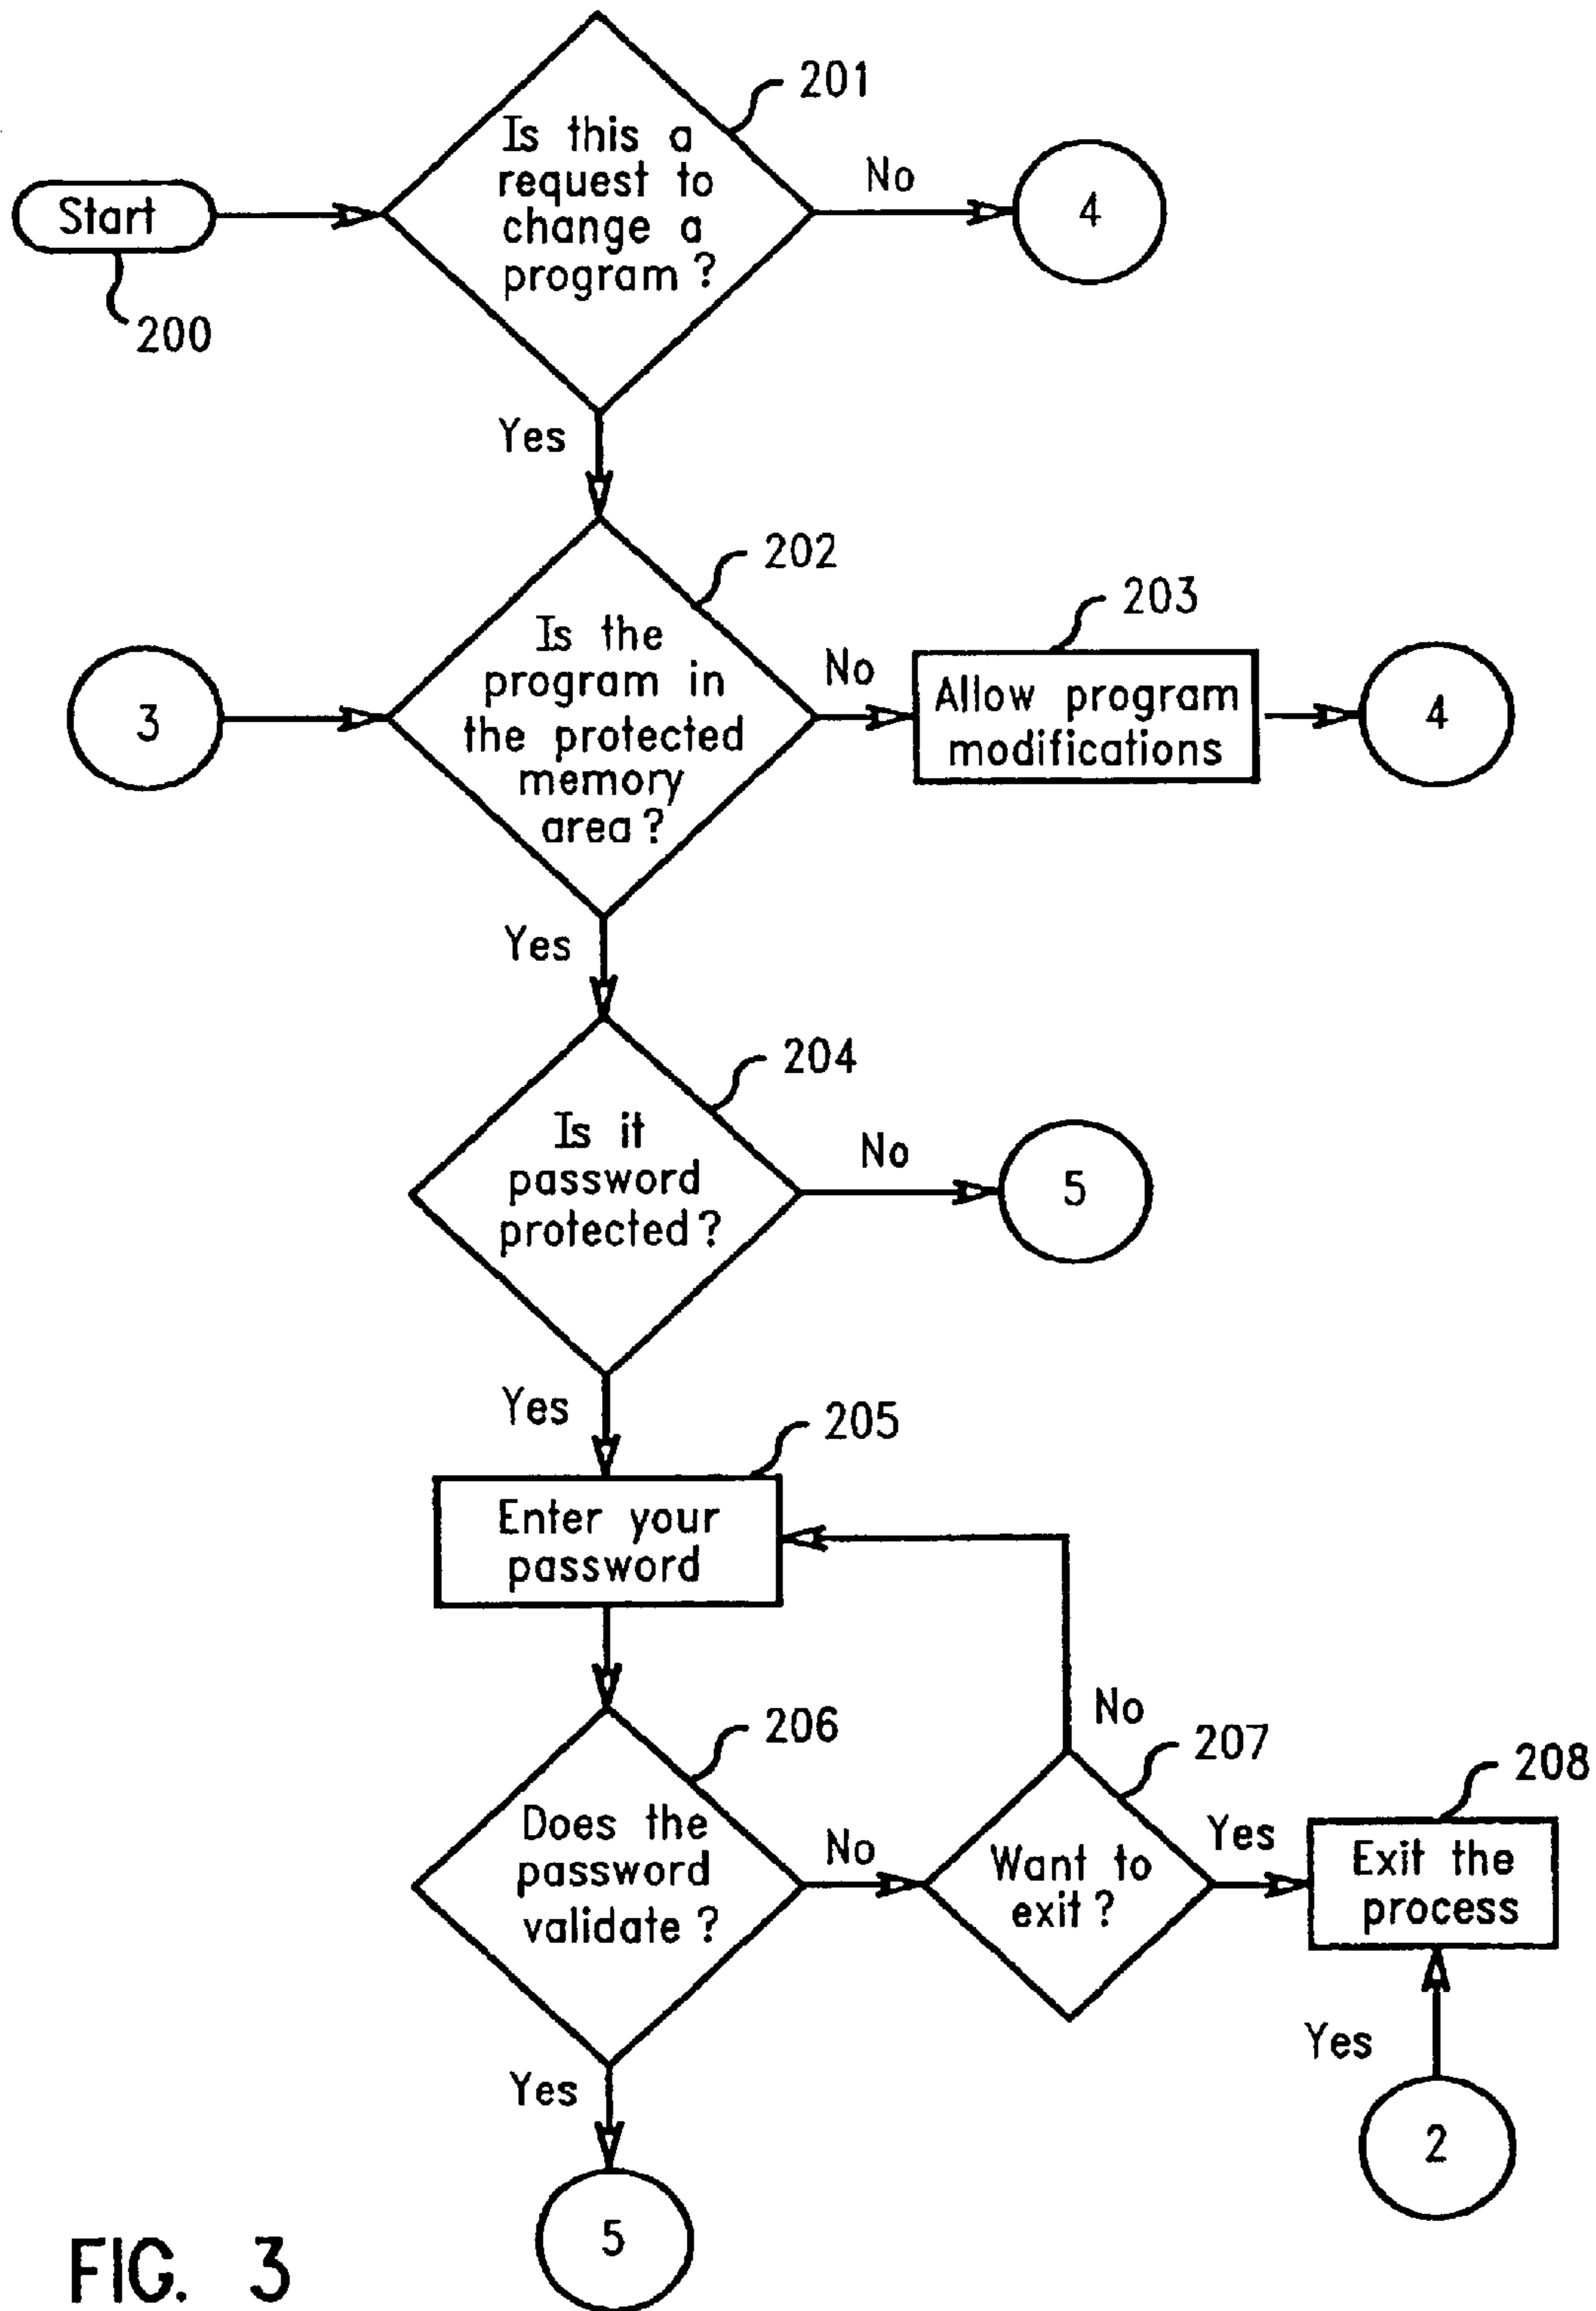 201
Is this a
request to
change a
program ?
No
4
Start
200
Yes
202
Is the
program in
the protected
memory
area ?
3
No
203
Allow program
modifications
4
Yes
204
Is it
password
protected ?
No
5
Yes
205
Enter your
password
206
Does the
password
validate ?
No
No
207
Want to
exit ?
Yes
208
Exit the
process
Yes
2
Yes
5
FIG. 3